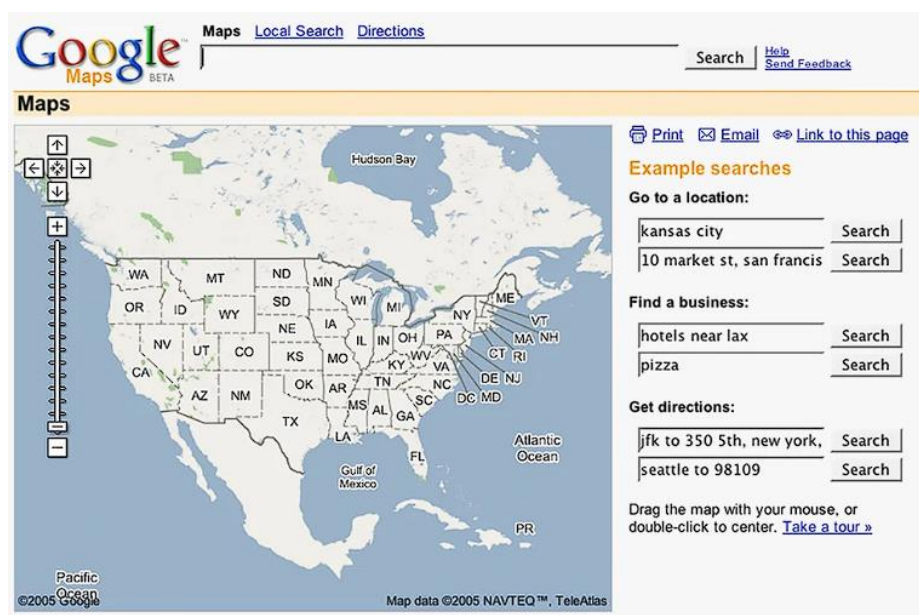 Google Maps BETA
Maps Local Search Directions
Search
Help
Send Feedback
Maps
Print Email Link to this page
Example searches
Go to a location:
kansas city Search
10 market st, san francis Search
Find a business:
hotels near lax Search
pizza Search
Get directions:
jfk to 350 5th, new york, Search
seattle to 98109 Search
Drag the map with your mouse, or
double-click to center. Take a tour »
Hudson Bay
WA MT ND MN
OR ID WY SD WI MI NY ME
VT
NV UT CO NE IA IL IN OH PA MA NH
CT RI
CA KS MO KY WV VA
DE NJ
AZ NM OK AR TN NC
DC MD
TX MS AL GA SC
LA
FL
Atlantic
Ocean
Gulf of
Mexico
PR
Pacific
Ocean
©2005 Google
Map data ©2005 NAVTEQ™, TeleAtlas